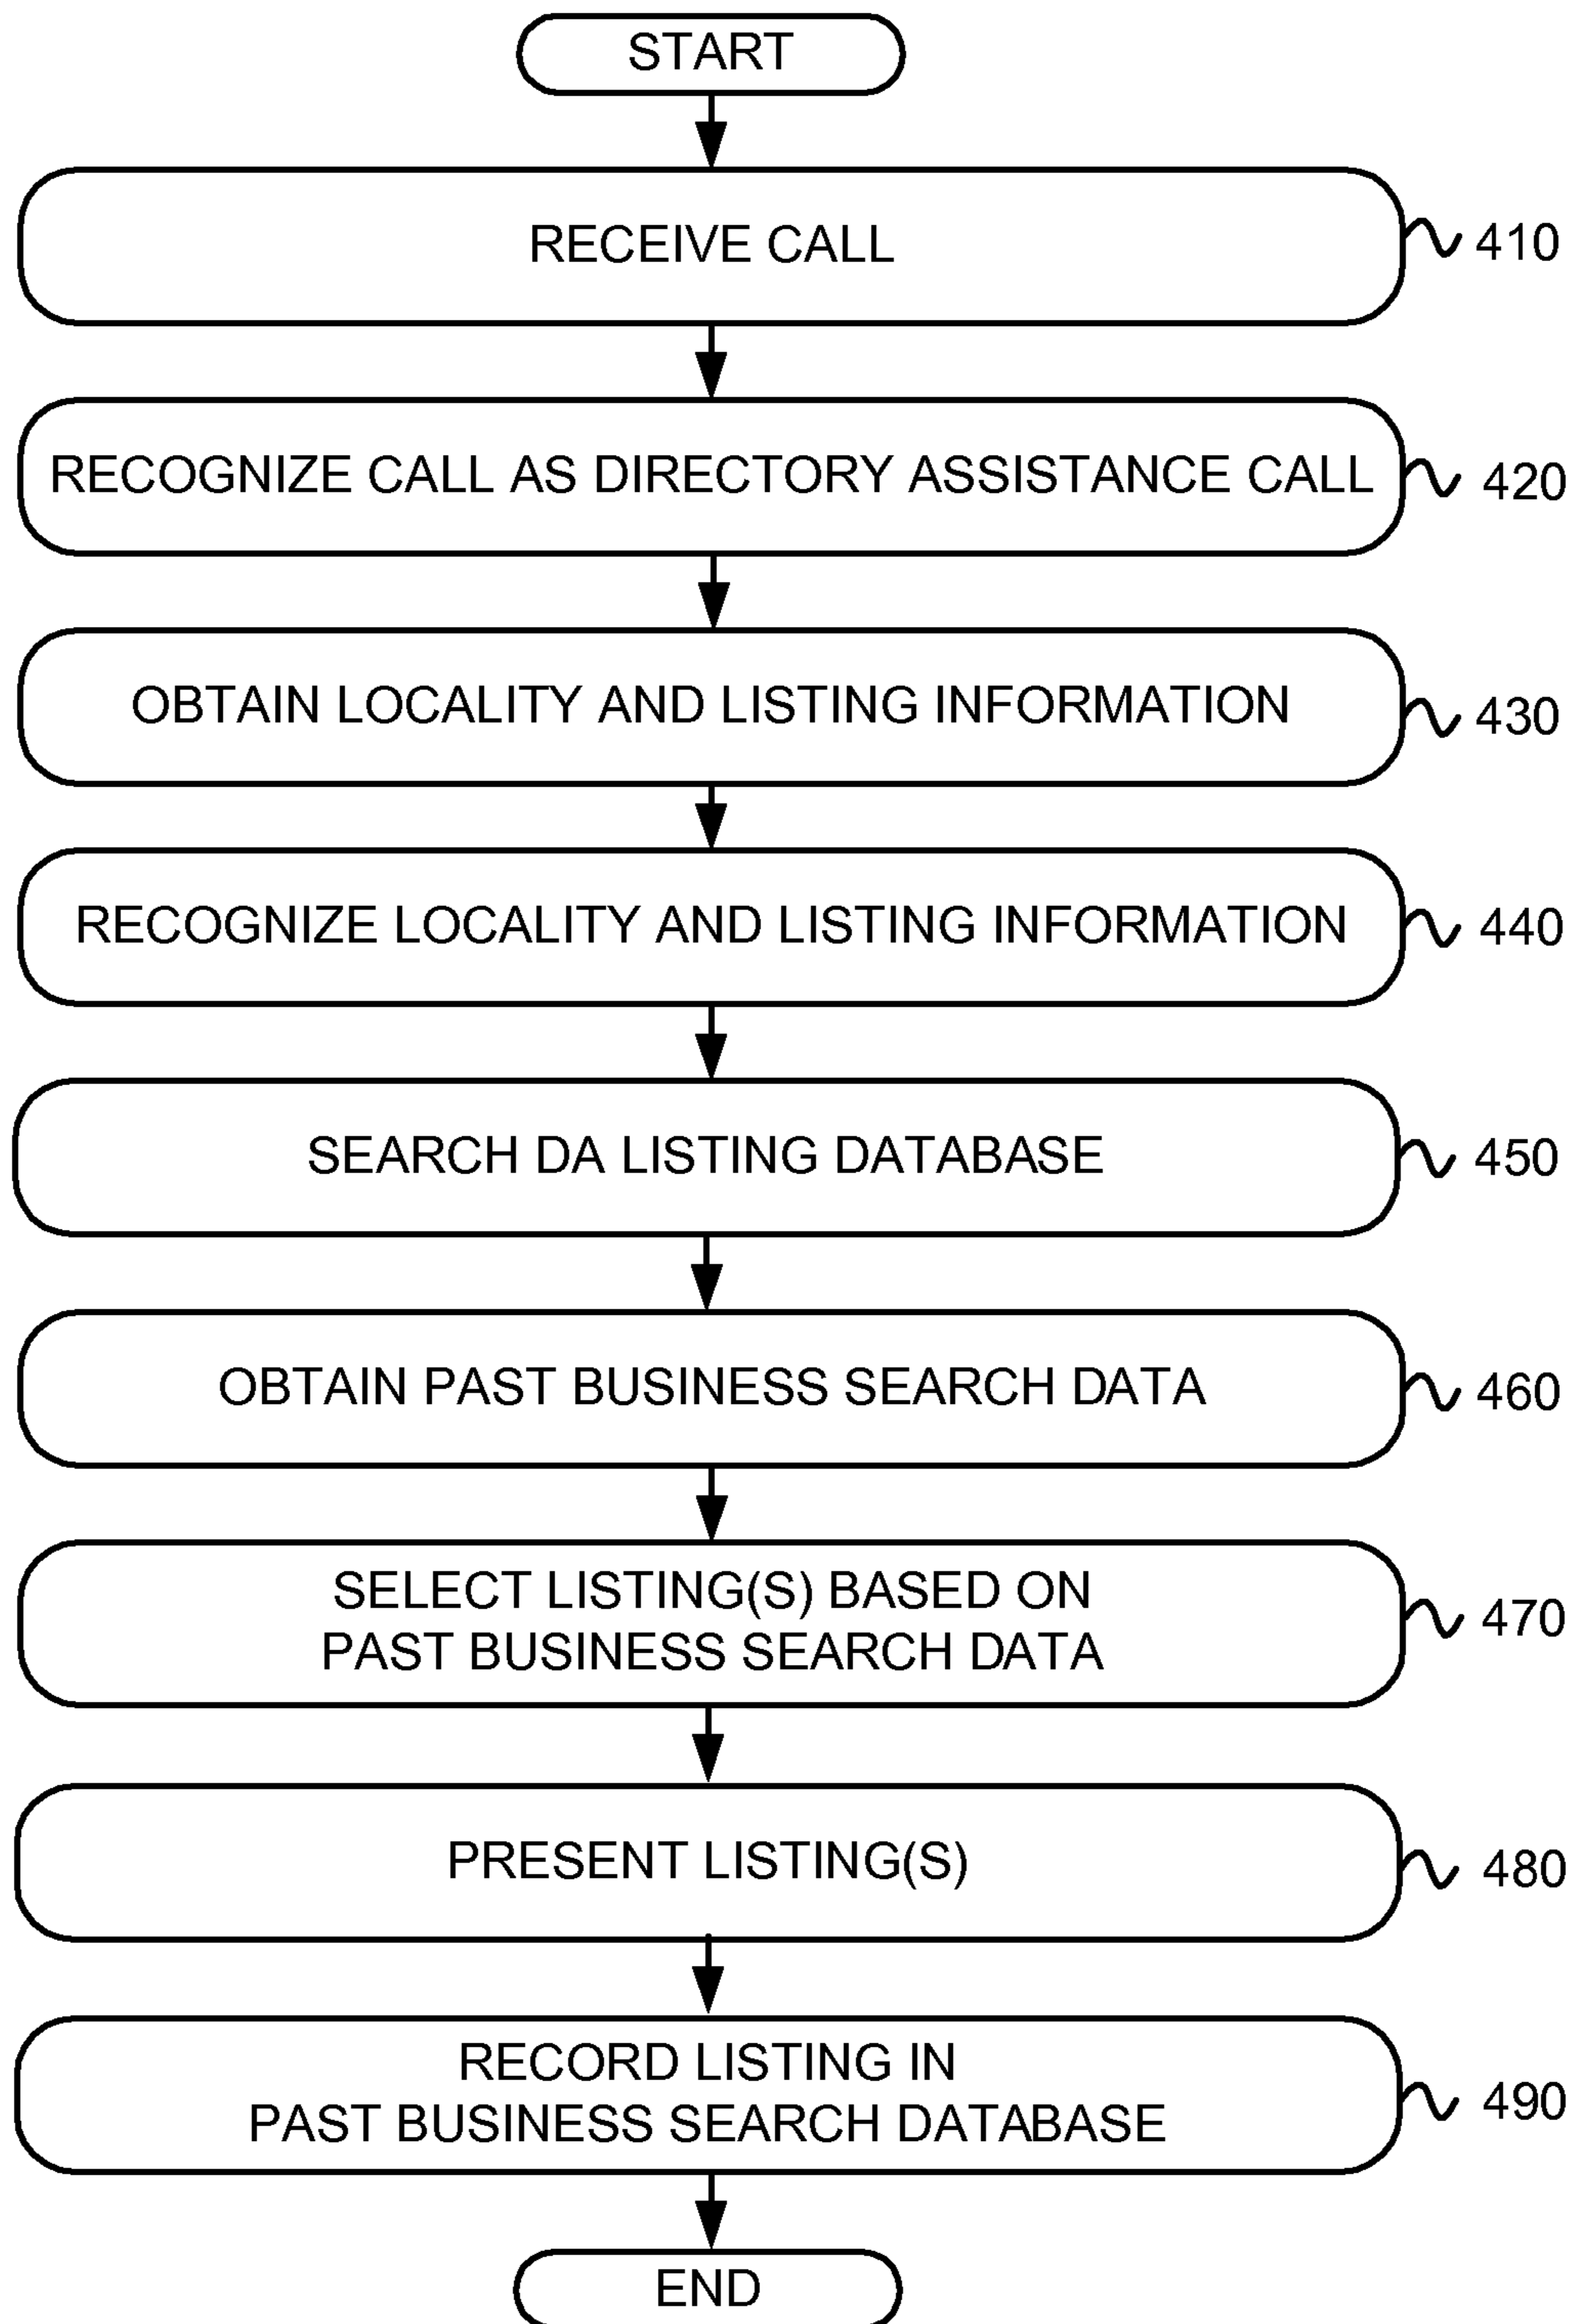 START
RECEIVE CALL
410
RECOGNIZE CALL AS DIRECTORY ASSISTANCE CALL
420
OBTAIN LOCALITY AND LISTING INFORMATION
430
RECOGNIZE LOCALITY AND LISTING INFORMATION
440
SEARCH DA LISTING DATABASE
450
OBTAIN PAST BUSINESS SEARCH DATA
460
SELECT LISTING(S) BASED ON
PAST BUSINESS SEARCH DATA
470
PRESENT LISTING(S)
480
RECORD LISTING IN
PAST BUSINESS SEARCH DATABASE
490
END